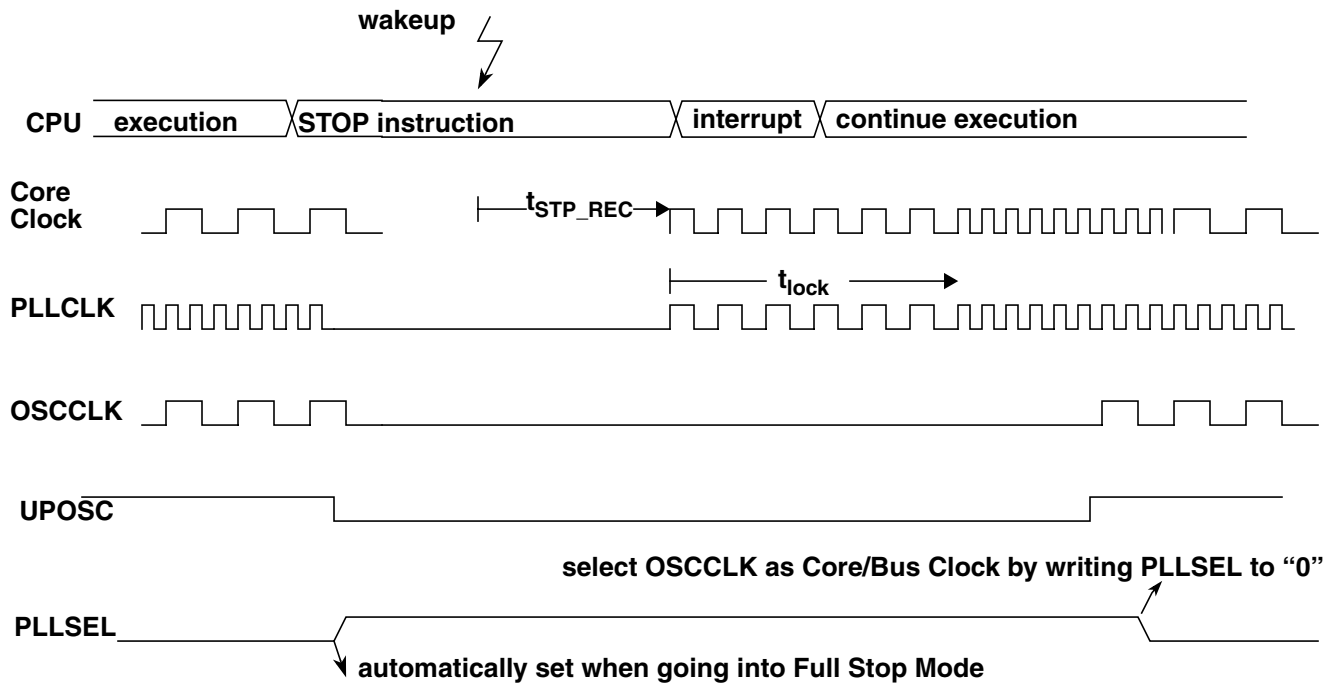 wakeup
CPU execution STOP instruction interrupt continue execution
Core
Clock
tSTP_REC
tlock
PLLCLK
OSCCLK
UPOSC
select OSCCLK as Core/Bus Clock by writing PLLSEL to “0”
PLLSEL
automatically set when going into Full Stop Mode